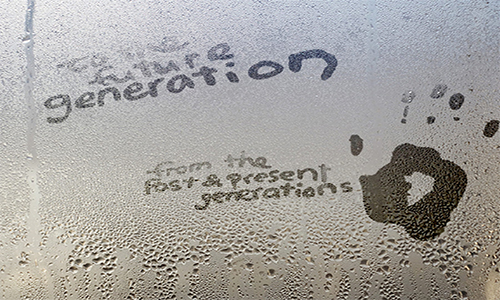 to the
future
generation
from the
past & present
generations